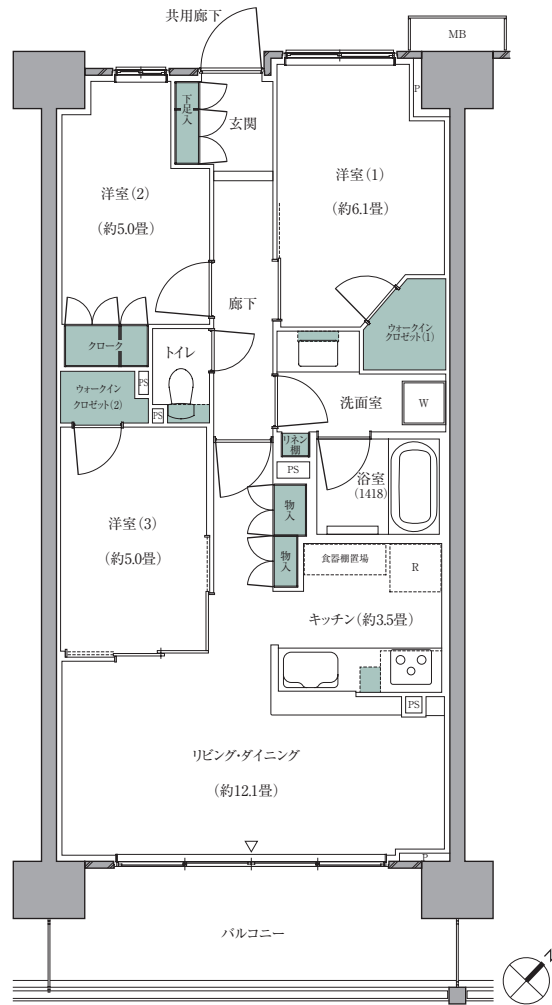 共用廊下
MB
下足入
玄関
P
洋室(2)
(約5.0畳)
洋室(1)
(約6.1畳)
廊下
クローク
トイレ
ウォークイン
クロゼット(1)
ウォークイン
クロゼット(2)
PS
PS
洗面室
W
リネン
棚
PS
浴室
(1418)
物入
洋室(3)
(約5.0畳)
物入
食器棚置場
R
キッチン(約3.5畳)
PS
リビング・ダイニング
(約12.1畳)
P
バルコニー
N